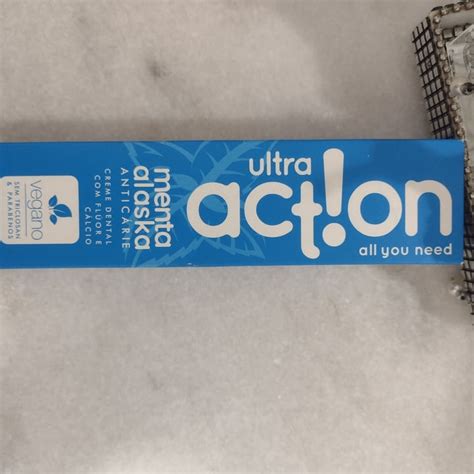 ultra
act!on
all you need
menta
alaska
ANTICÁRIE
CREME DENTAL
COM FLÚOR E
CÁLCIO
vegano
SEM TRICLOSAN
& PARABENOS